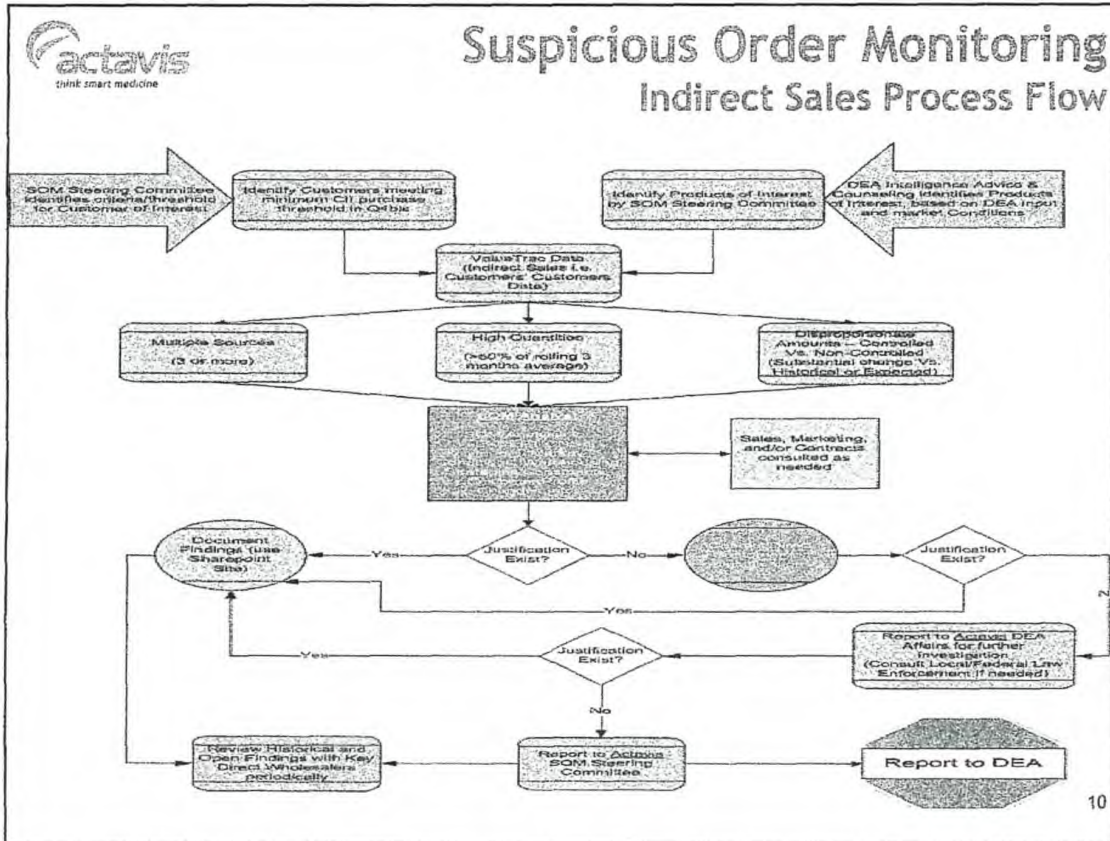 actavis
think smart medicine
Suspicious Order Monitoring
Indirect Sales Process Flow
SOM Steering Committee
identifies criteria/threshold
for Customer of Interest
Identify Customers meeting
minimum CII purchase
threshold in
Identify Products of Interest
by SOM Steering Committee
DEA Intelligence Advice &
Counseling Identifies Products
of Interest, based on DEA input
and market Conditions
ValueTrac Data
(Indirect Sales i.e.
Customers' Customers
Data)
Multiple Sources
(3 or more)
High Quantities
of rolling 3
months average)
Disproportionate
Amounts – Controlled
Vs. Non-Controlled
(Substantial change Vs.
Historical or Expected)
Sales, Marketing,
and/or Contracts
consulted as
needed
Document
Findings (use
Sharepoint
Site)
Yes
Justification
Exist?
No
Justification
Exist?
Yes
Yes
Justification
Exist?
Report to Actavis DEA
Affairs for further
investigation
(Consult Local/Federal Law
Enforcement if needed)
No
Review Historical and
Open Findings with Key
Direct Wholesalers
periodically
Report to Actavis
SOM Steering
Committee
Report to DEA
10